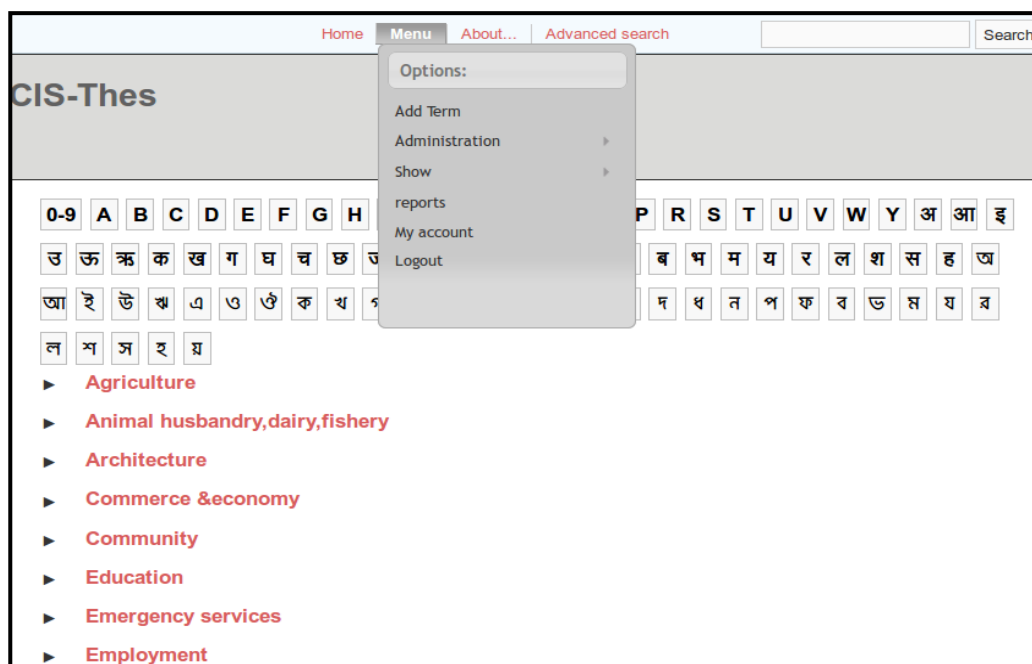 Home Menu About... Advanced search Search
Options:
CIS-Thes
Add Term
Administration
Show
reports
My account
Logout
0-9 A B C D E F G H P R S T U V W Y अ आ इ
उ ऊ ऋ क ख ग घ च छ ब भ म य र ल श स ह অ
আ ই উ ঋ এ ও ঔ ক খ দ ধ ন প ফ ব ভ ম য র
ল শ স হ য়
Agriculture
Animal husbandry,dairy,fishery
Architecture
Commerce &economy
Community
Education
Emergency services
Employment